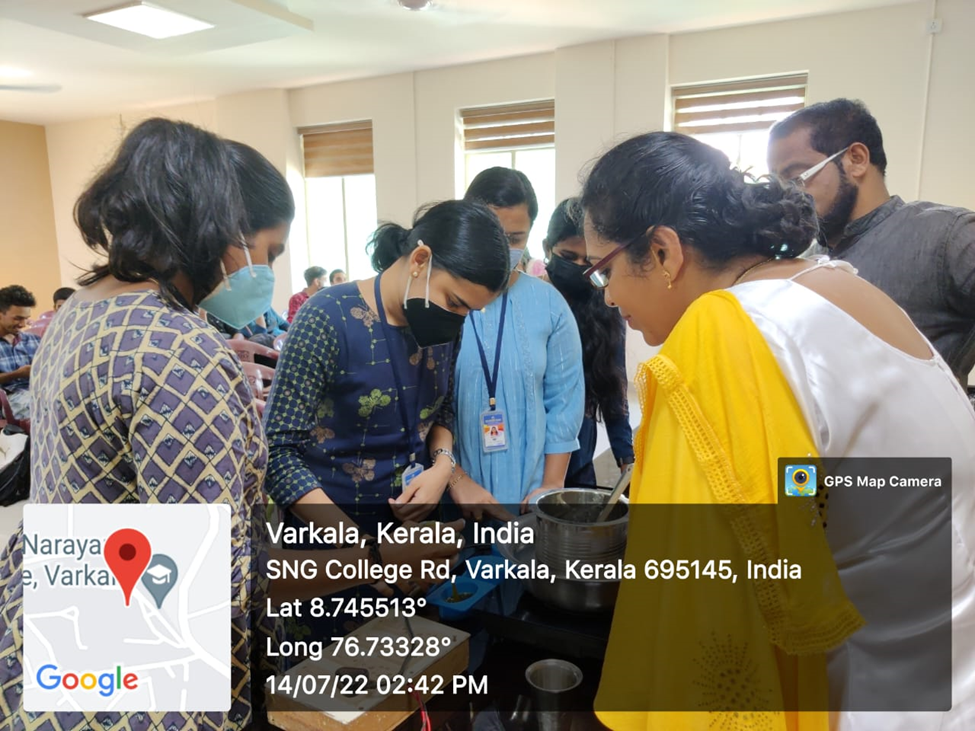 GPS Map Camera
Naraya
e, Varka
Google
Varkala, Kerala, India
SNG College Rd, Varkala, Kerala 695145, India
Lat 8.745513°
Long 76.73328°
14/07/22 02:42 PM